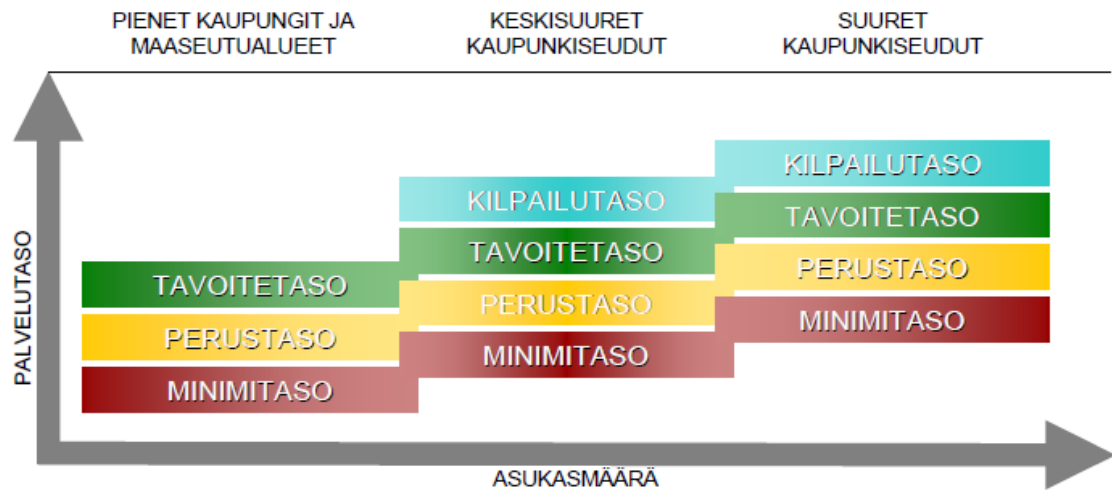 PIENET KAUPUNGIT JA
MAASEUTUALUEET
KESKISUURET
KAUPUNKISEUDUT
SUURET
KAUPUNKISEUDUT
PALVELUTASO
TAVOITETASO
PERUSTASO
MINIMITASO
KILPAILUTASO
TAVOITETASO
PERUSTASO
MINIMITASO
KILPAILUTASO
TAVOITETASO
PERUSTASO
MINIMITASO
ASUKASMÄÄRÄ